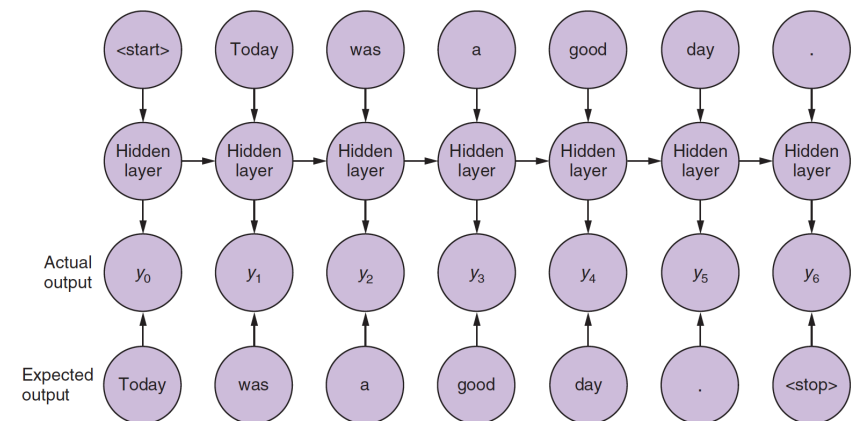 <start> Today was a good day .
Hidden Hidden Hidden Hidden Hidden Hidden Hidden
layer layer layer layer layer layer layer
Actual
output y0 y1 y2 y3 y4 y5 y6
Expected
output Today was a good day . <stop>